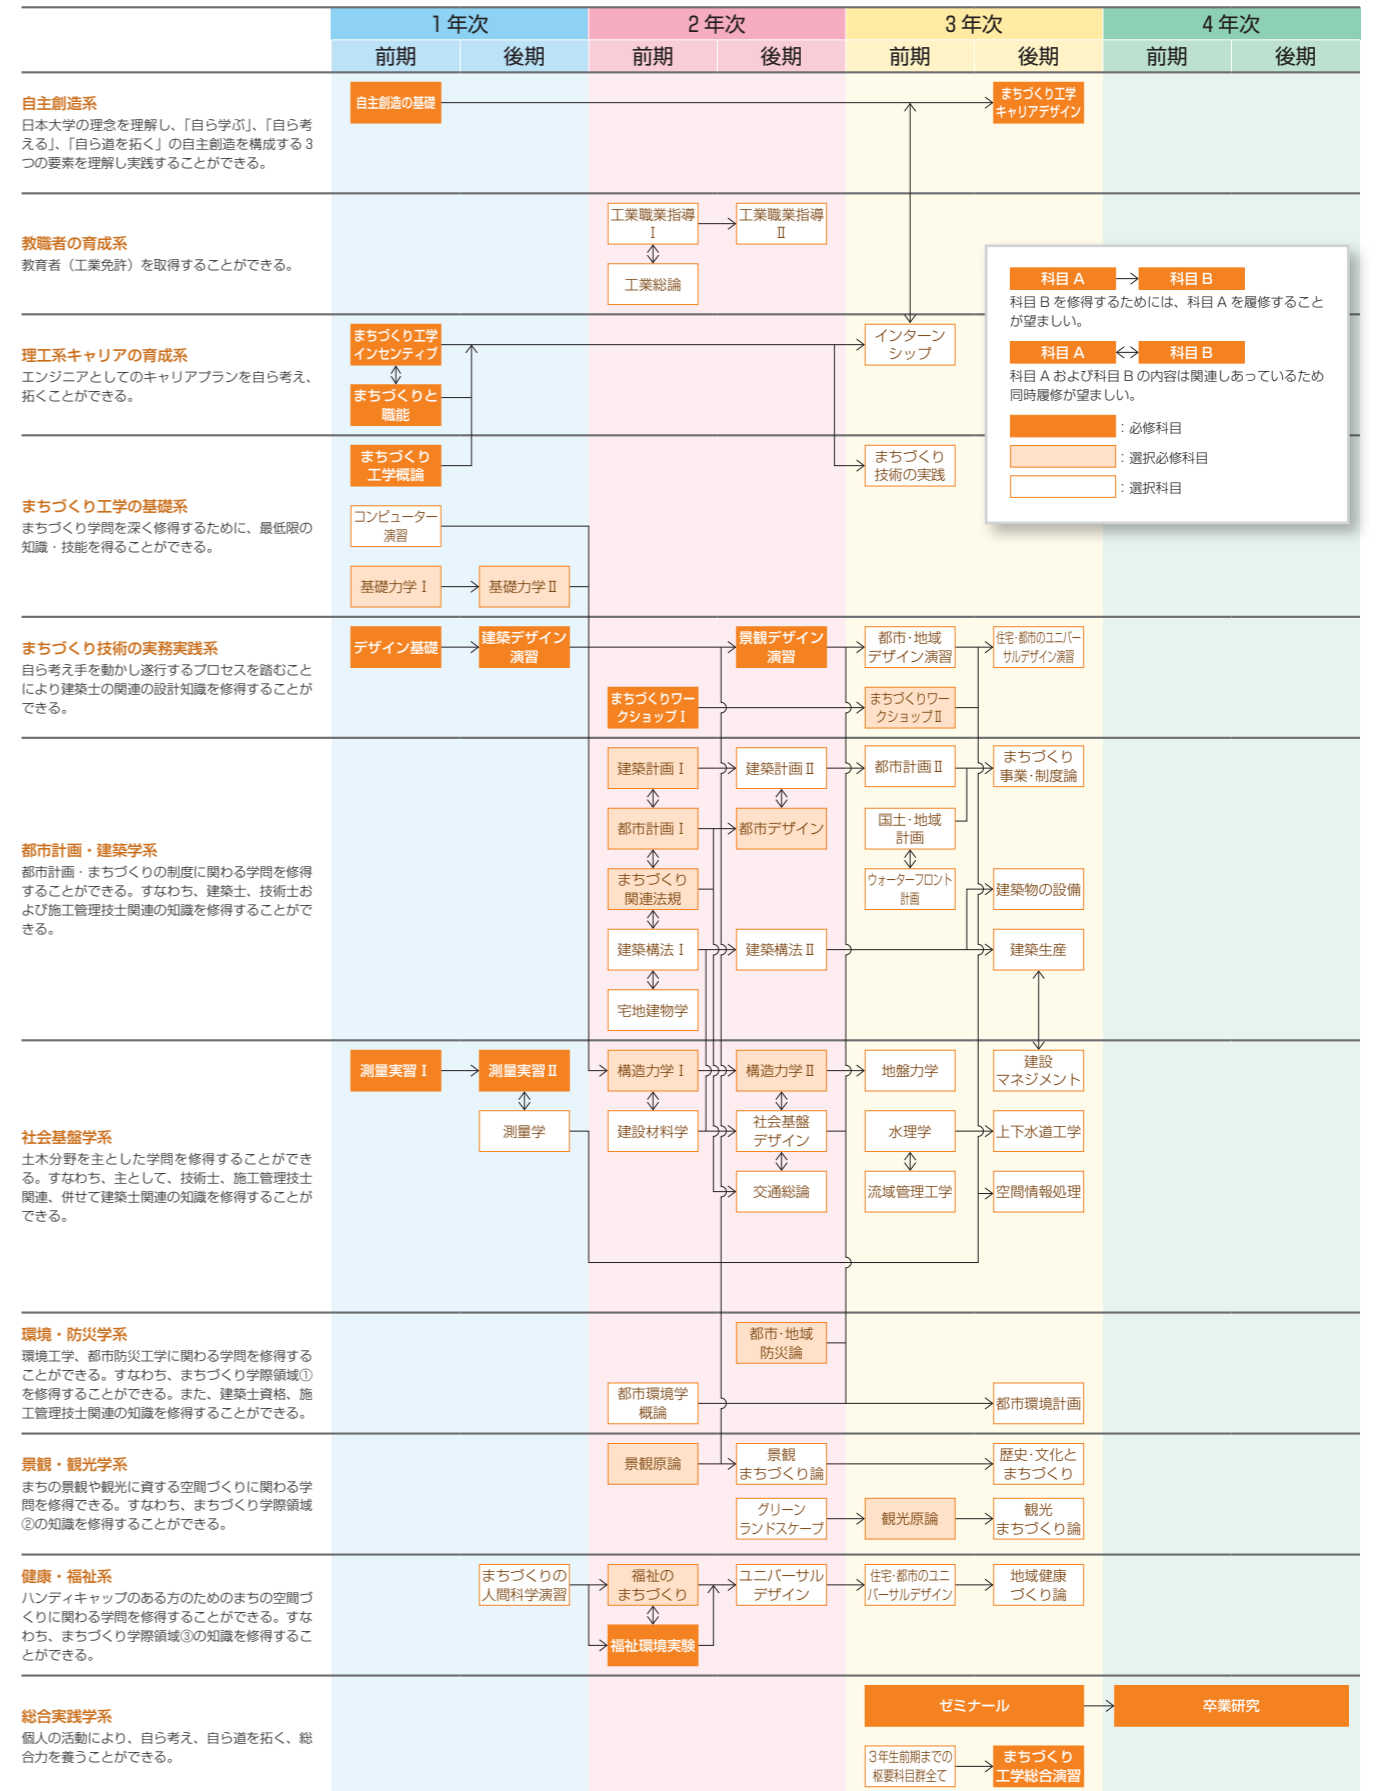 1年次
2年次
3年次
4年次
前期
後期
前期
後期
前期
後期
前期
後期
自主創造系
日本大学の理念を理解し、「自ら学ぶ」、「自ら考
える」、「自ら道を拓く」の自主創造を構成する3
つの要素を理解し実践することができる。
自主創造の基礎
まちづくり工学
キャリアデザイン
教職者の育成系
教育者（工業免許）を取得することができる。
工業職業指導
Ⅰ
工業職業指導
Ⅱ
工業総論
科目A
科目B
科目Bを修得するためには、科目Aを履修すること
が望ましい。
科目A
科目B
科目Aおよび科目Bの内容は関連しあっているため
同時履修が望ましい。
：必修科目
：選択必修科目
：選択科目
理工系キャリアの育成系
エンジニアとしてのキャリアプランを自ら考え、
拓くことができる。
まちづくり工学
インセンティブ
まちづくりと
職能
インターン
シップ
まちづくり工学の基礎系
まちづくり学問を深く修得するために、最低限の
知識・技能を得ることができる。
まちづくり
工学概論
まちづくり
技術の実践
コンピューター
演習
基礎力学Ⅰ
基礎力学Ⅱ
まちづくり技術の実務実践系
自ら考え手を動かし遂行するプロセスを踏むこと
により建築士の関連の設計知識を修得することが
できる。
デザイン基礎
建築デザイン
演習
景観デザイン
演習
都市・地域
デザイン演習
住宅・都市のユニバー
サルデザイン演習
まちづくりワー
クショップⅠ
まちづくりワー
クショップⅡ
都市計画・建築学系
都市計画・まちづくりの制度に関わる学問を修得
することができる。すなわち、建築士、技術士お
よび施工管理技士関連の知識を修得することがで
きる。
建築計画Ⅰ
建築計画Ⅱ
都市計画Ⅱ
まちづくり
事業・制度論
都市計画Ⅰ
都市デザイン
国土・地域
計画
まちづくり
関連法規
ウォーターフロント
計画
建築物の設備
建築構法Ⅰ
建築構法Ⅱ
建築生産
宅地建物学
社会基盤学系
土木分野を主とした学問を修得することができ
る。すなわち、主として、技術士、施工管理技士
関連、併せて建築士関連の知識を修得することが
できる。
測量実習Ⅰ
測量実習Ⅱ
構造力学Ⅰ
構造力学Ⅱ
地盤力学
建設
マネジメント
測量学
建設材料学
社会基盤
デザイン
水理学
上下水道工学
交通総論
流域管理工学
空間情報処理
環境・防災学系
環境工学、都市防災工学に関わる学問を修得する
ことができる。すなわち、まちづくり学際領域①
を修得することができる。また、建築士資格、施
工管理技士関連の知識を修得することができる。
都市・地域
防災論
都市環境学
概論
都市環境計画
景観・観光学系
まちの景観や観光に資する空間づくりに関わる学
問を修得できる。すなわち、まちづくり学際領域
②の知識を修得することができる。
景観原論
景観
まちづくり論
歴史・文化と
まちづくり
グリーン
ランドスケープ
観光原論
観光
まちづくり論
健康・福祉系
ハンディキャップのある方のためのまちの空間づ
くりに関わる学問を修得することができる。すな
わち、まちづくり学際領域③の知識を修得するこ
とができる。
まちづくりの
人間科学演習
福祉の
まちづくり
ユニバーサル
デザイン
住宅・都市のユニ
バーサルデザイン
地域健康
づくり論
福祉環境実験
総合実践学系
個人の活動により、自ら考え、自ら道を拓く、総
合力を養うことができる。
ゼミナール
卒業研究
3年生前期までの
枢要科目群全て
まちづくり
工学総合演習